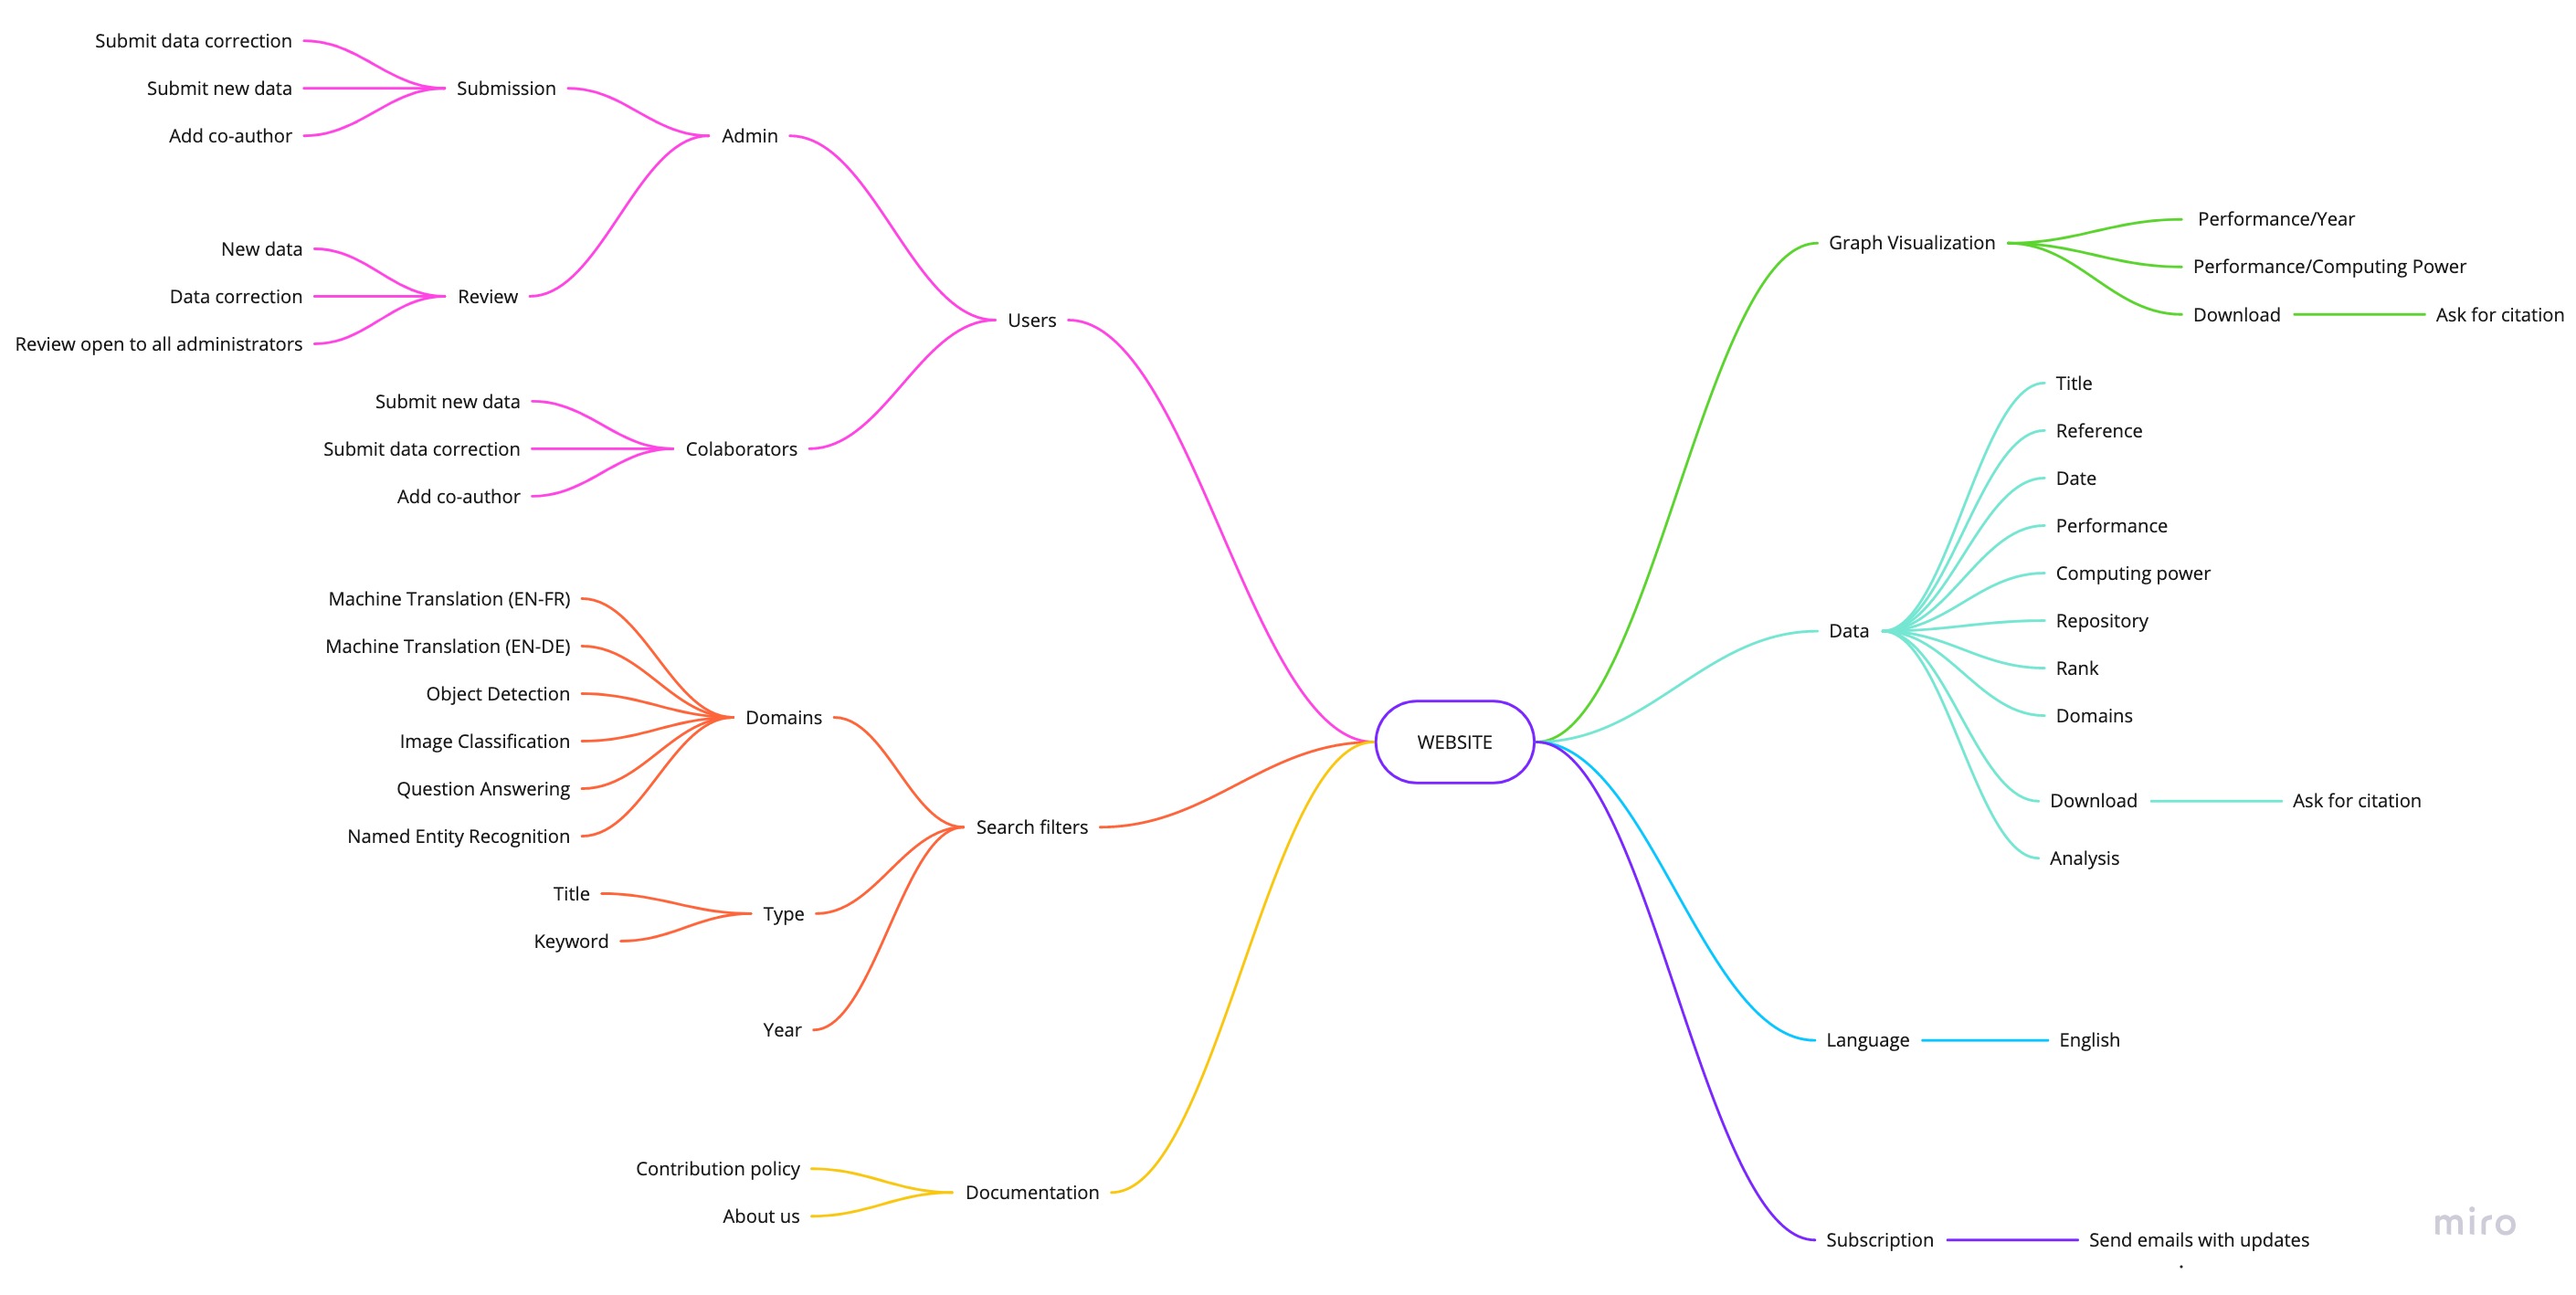 Submit data correction
Submit new data
Add co-author
Submission
Admin
New data
Data correction
Review open to all administrators
Review
Users
Submit new data
Submit data correction
Add co-author
Colaborators
Machine Translation (EN-FR)
Machine Translation (EN-DE)
Object Detection
Image Classification
Question Answering
Named Entity Recognition
Domains
Search filters
Title
Keyword
Type
Year
Contribution policy
About us
Documentation
WEBSITE
Graph Visualization
Performance/Year
Performance/Computing Power
Download
Ask for citation
Data
Title
Reference
Date
Performance
Computing power
Repository
Rank
Domains
Download
Ask for citation
Analysis
Language
English
Subscription
Send emails with updates
.
miro